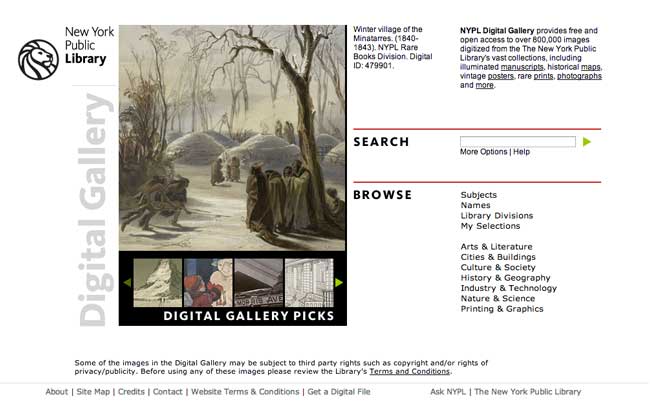 New York
Public
Library
Digital Gallery
Winter village of the
Minatarres. (1840-
1843). NYPL Rare
Books Division. Digital
ID: 479901.
NYPL Digital Gallery provides free and
open access to over 800,000 images
digitized from the The New York Public
Library's vast collections, including
illuminated manuscripts, historical maps,
vintage posters, rare prints, photographs
and more.
SEARCH
More Options | Help
BROWSE
Subjects
Names
Library Divisions
My Selections
Arts & Literature
Cities & Buildings
Culture & Society
History & Geography
Industry & Technology
Nature & Science
Printing & Graphics
MORRIS AVE
DIGITAL GALLERY PICKS
Some of the images in the Digital Gallery may be subject to third party rights such as copyright and/or rights of
privacy/publicity. Before using any of these images please review the Library's Terms and Conditions.
About | Site Map | Credits | Contact | Website Terms & Conditions | Get a Digital File
Ask NYPL | The New York Public Library